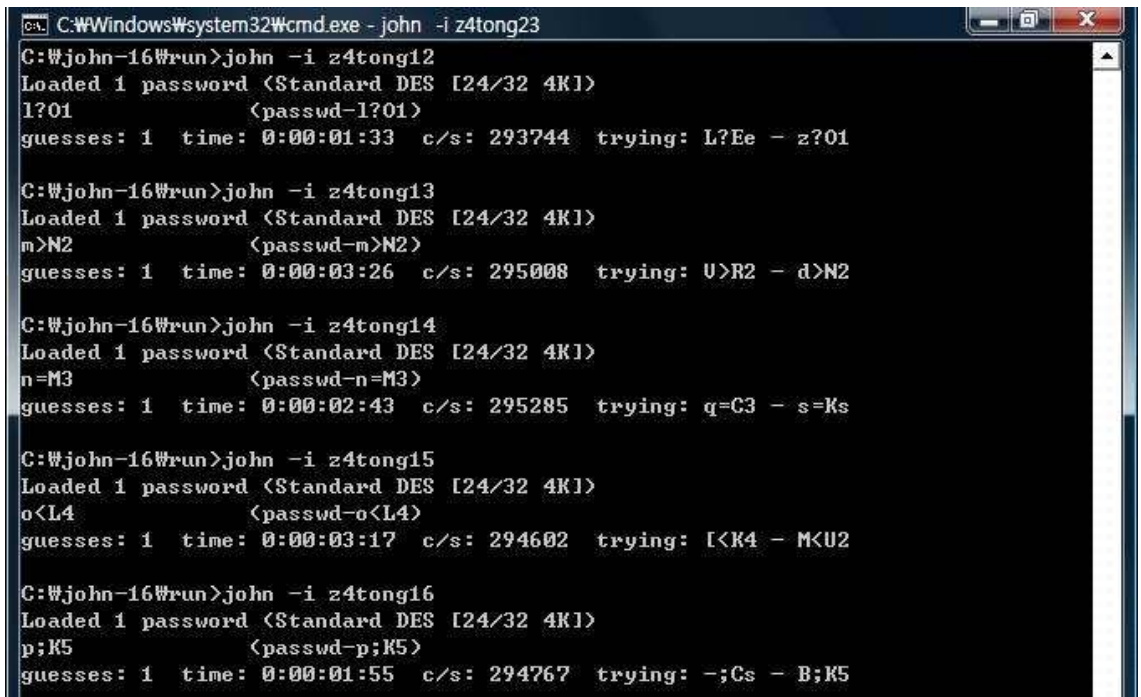 C:₩Windows₩system32₩cmd.exe - john -i z4tong23
C:₩john-16₩run>john -i z4tong12
Loaded 1 password (Standard DES [24/32 4K])
l?O1 (passwd-l?O1)
guesses: 1 time: 0:00:01:33 c/s: 293744 trying: L?Ee - z?O1
C:₩john-16₩run>john -i z4tong13
Loaded 1 password (Standard DES [24/32 4K])
m>N2 (passwd-m>N2)
guesses: 1 time: 0:00:03:26 c/s: 295008 trying: U>R2 - d>N2
C:₩john-16₩run>john -i z4tong14
Loaded 1 password (Standard DES [24/32 4K])
n=M3 (passwd-n=M3)
guesses: 1 time: 0:00:02:43 c/s: 295285 trying: q=C3 - s=Ks
C:₩john-16₩run>john -i z4tong15
Loaded 1 password (Standard DES [24/32 4K])
o<L4 (passwd-o<L4)
guesses: 1 time: 0:00:03:17 c/s: 294602 trying: [<K4 - M<U2
C:₩john-16₩run>john -i z4tong16
Loaded 1 password (Standard DES [24/32 4K])
p;K5 (passwd-p;K5)
guesses: 1 time: 0:00:01:55 c/s: 294767 trying: -;Cs - B;K5